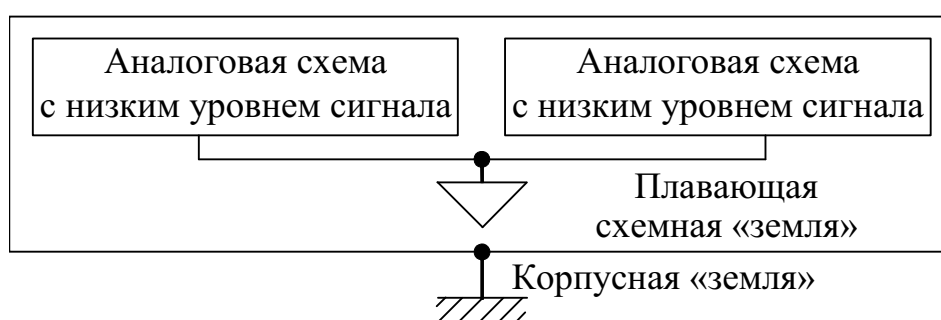 Аналоговая схема
с низким уровнем сигнала
Аналоговая схема
с низким уровнем сигнала
Плавающая
схемная «земля»
Корпусная «земля»